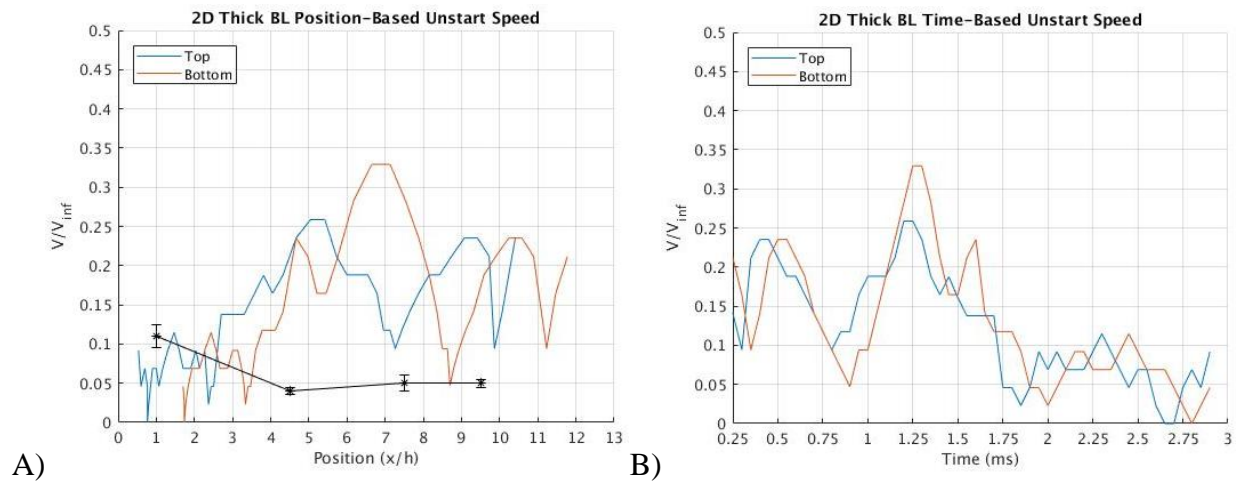 2D Thick BL Position-Based Unstart Speed
0.5
0.45
0.4
0.35
0.3
0.25
0.2
0.15
0.1
0.05
0
V/V_inf
Top
Bottom
0 1 2 3 4 5 6 7 8 9 10 11 12 13
Position (x/h)
A)
2D Thick BL Time-Based Unstart Speed
0.5
0.45
0.4
0.35
0.3
0.25
0.2
0.15
0.1
0.05
0
V/V_inf
Top
Bottom
0.25 0.5 0.75 1 1.25 1.5 1.75 2 2.25 2.5 2.75 3
Time (ms)
B)